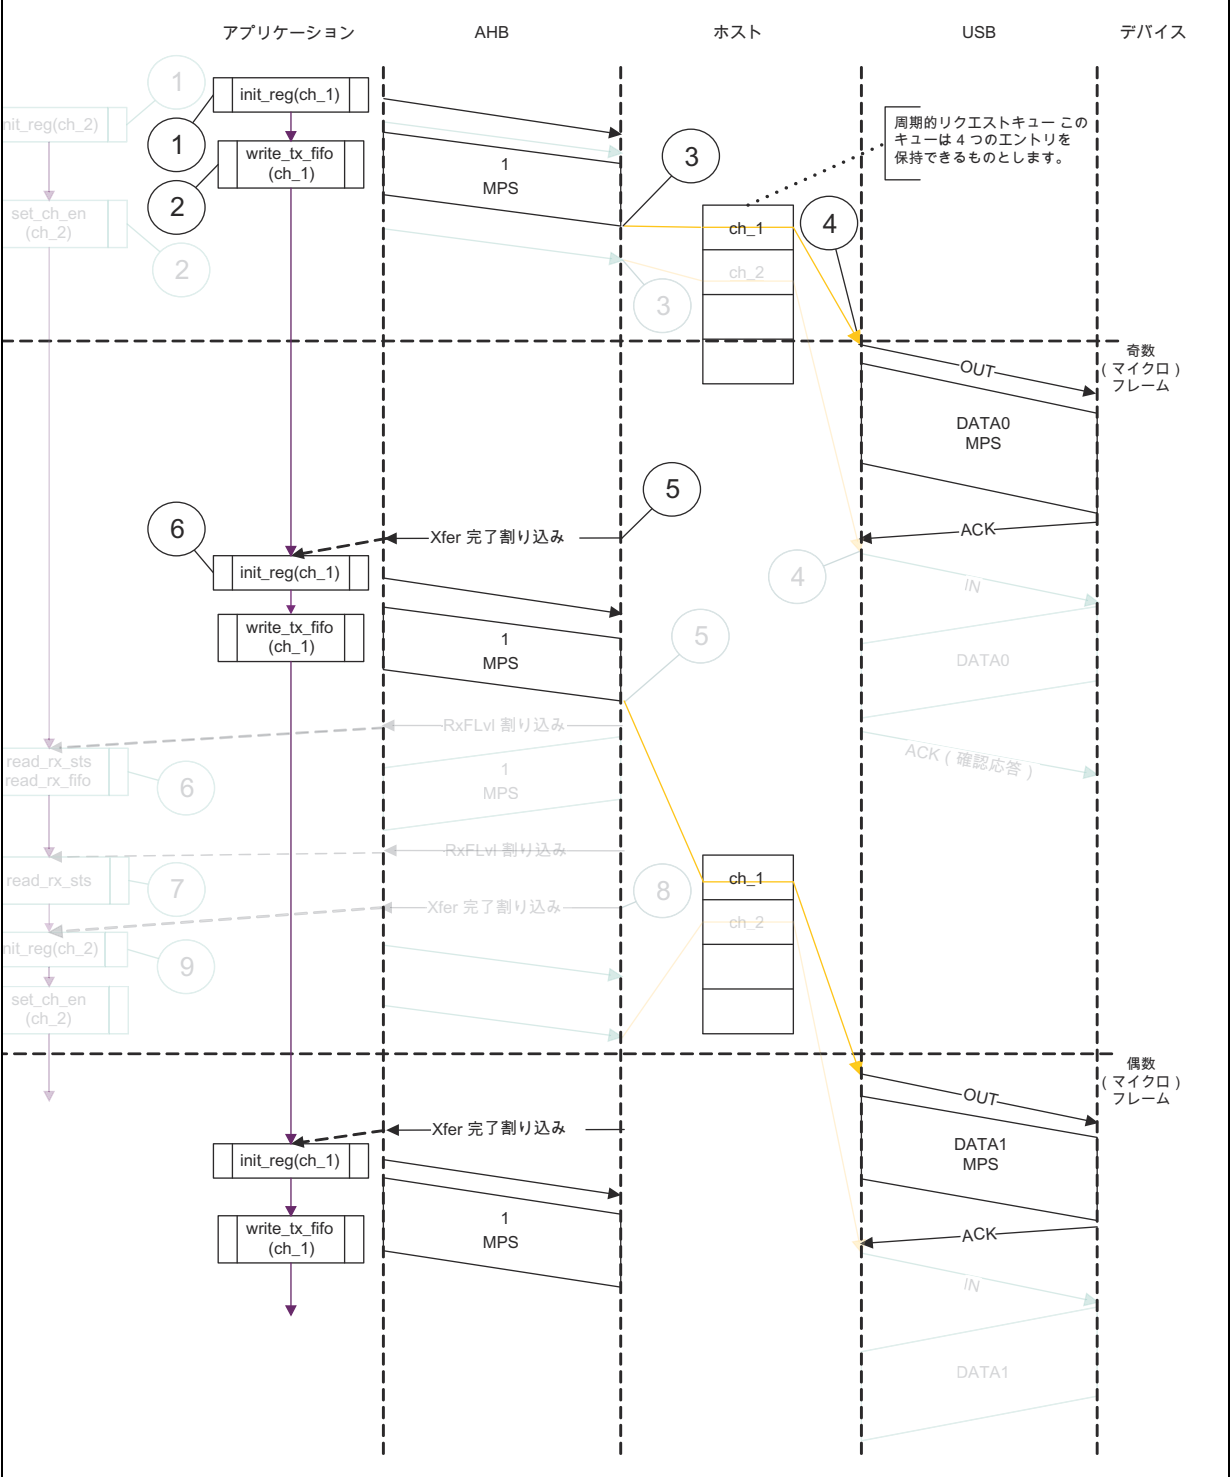 アプリケーション
AHB
ホスト
USB
デバイス
1
init_reg(ch_1)
nit_reg(ch_2)
周期的リクエストキュー この
キューは 4 つのエントリを
保持できるものとします。
1
write_tx_fifo
(ch_1)
1
MPS
3
2
set_ch_en
(ch_2)
ch_1
4
2
ch_2
3
奇数
( マイクロ )
フレーム
OUT
DATA0
MPS
5
6
Xfer 完了割り込み
ACK
init_reg(ch_1)
4
IN
write_tx_fifo
(ch_1)
1
MPS
5
DATA0
RxFLvl 割り込み
read_rx_sts
read_rx_fifo
6
1
MPS
ACK ( 確認応答 )
RxFLvl 割り込み
read_rx_sts
7
8
ch_1
Xfer 完了割り込み
ch_2
nit_reg(ch_2)
9
set_ch_en
(ch_2)
偶数
( マイクロ )
フレーム
OUT
Xfer 完了割り込み
DATA1
MPS
init_reg(ch_1)
write_tx_fifo
(ch_1)
1
MPS
ACK
IN
DATA1